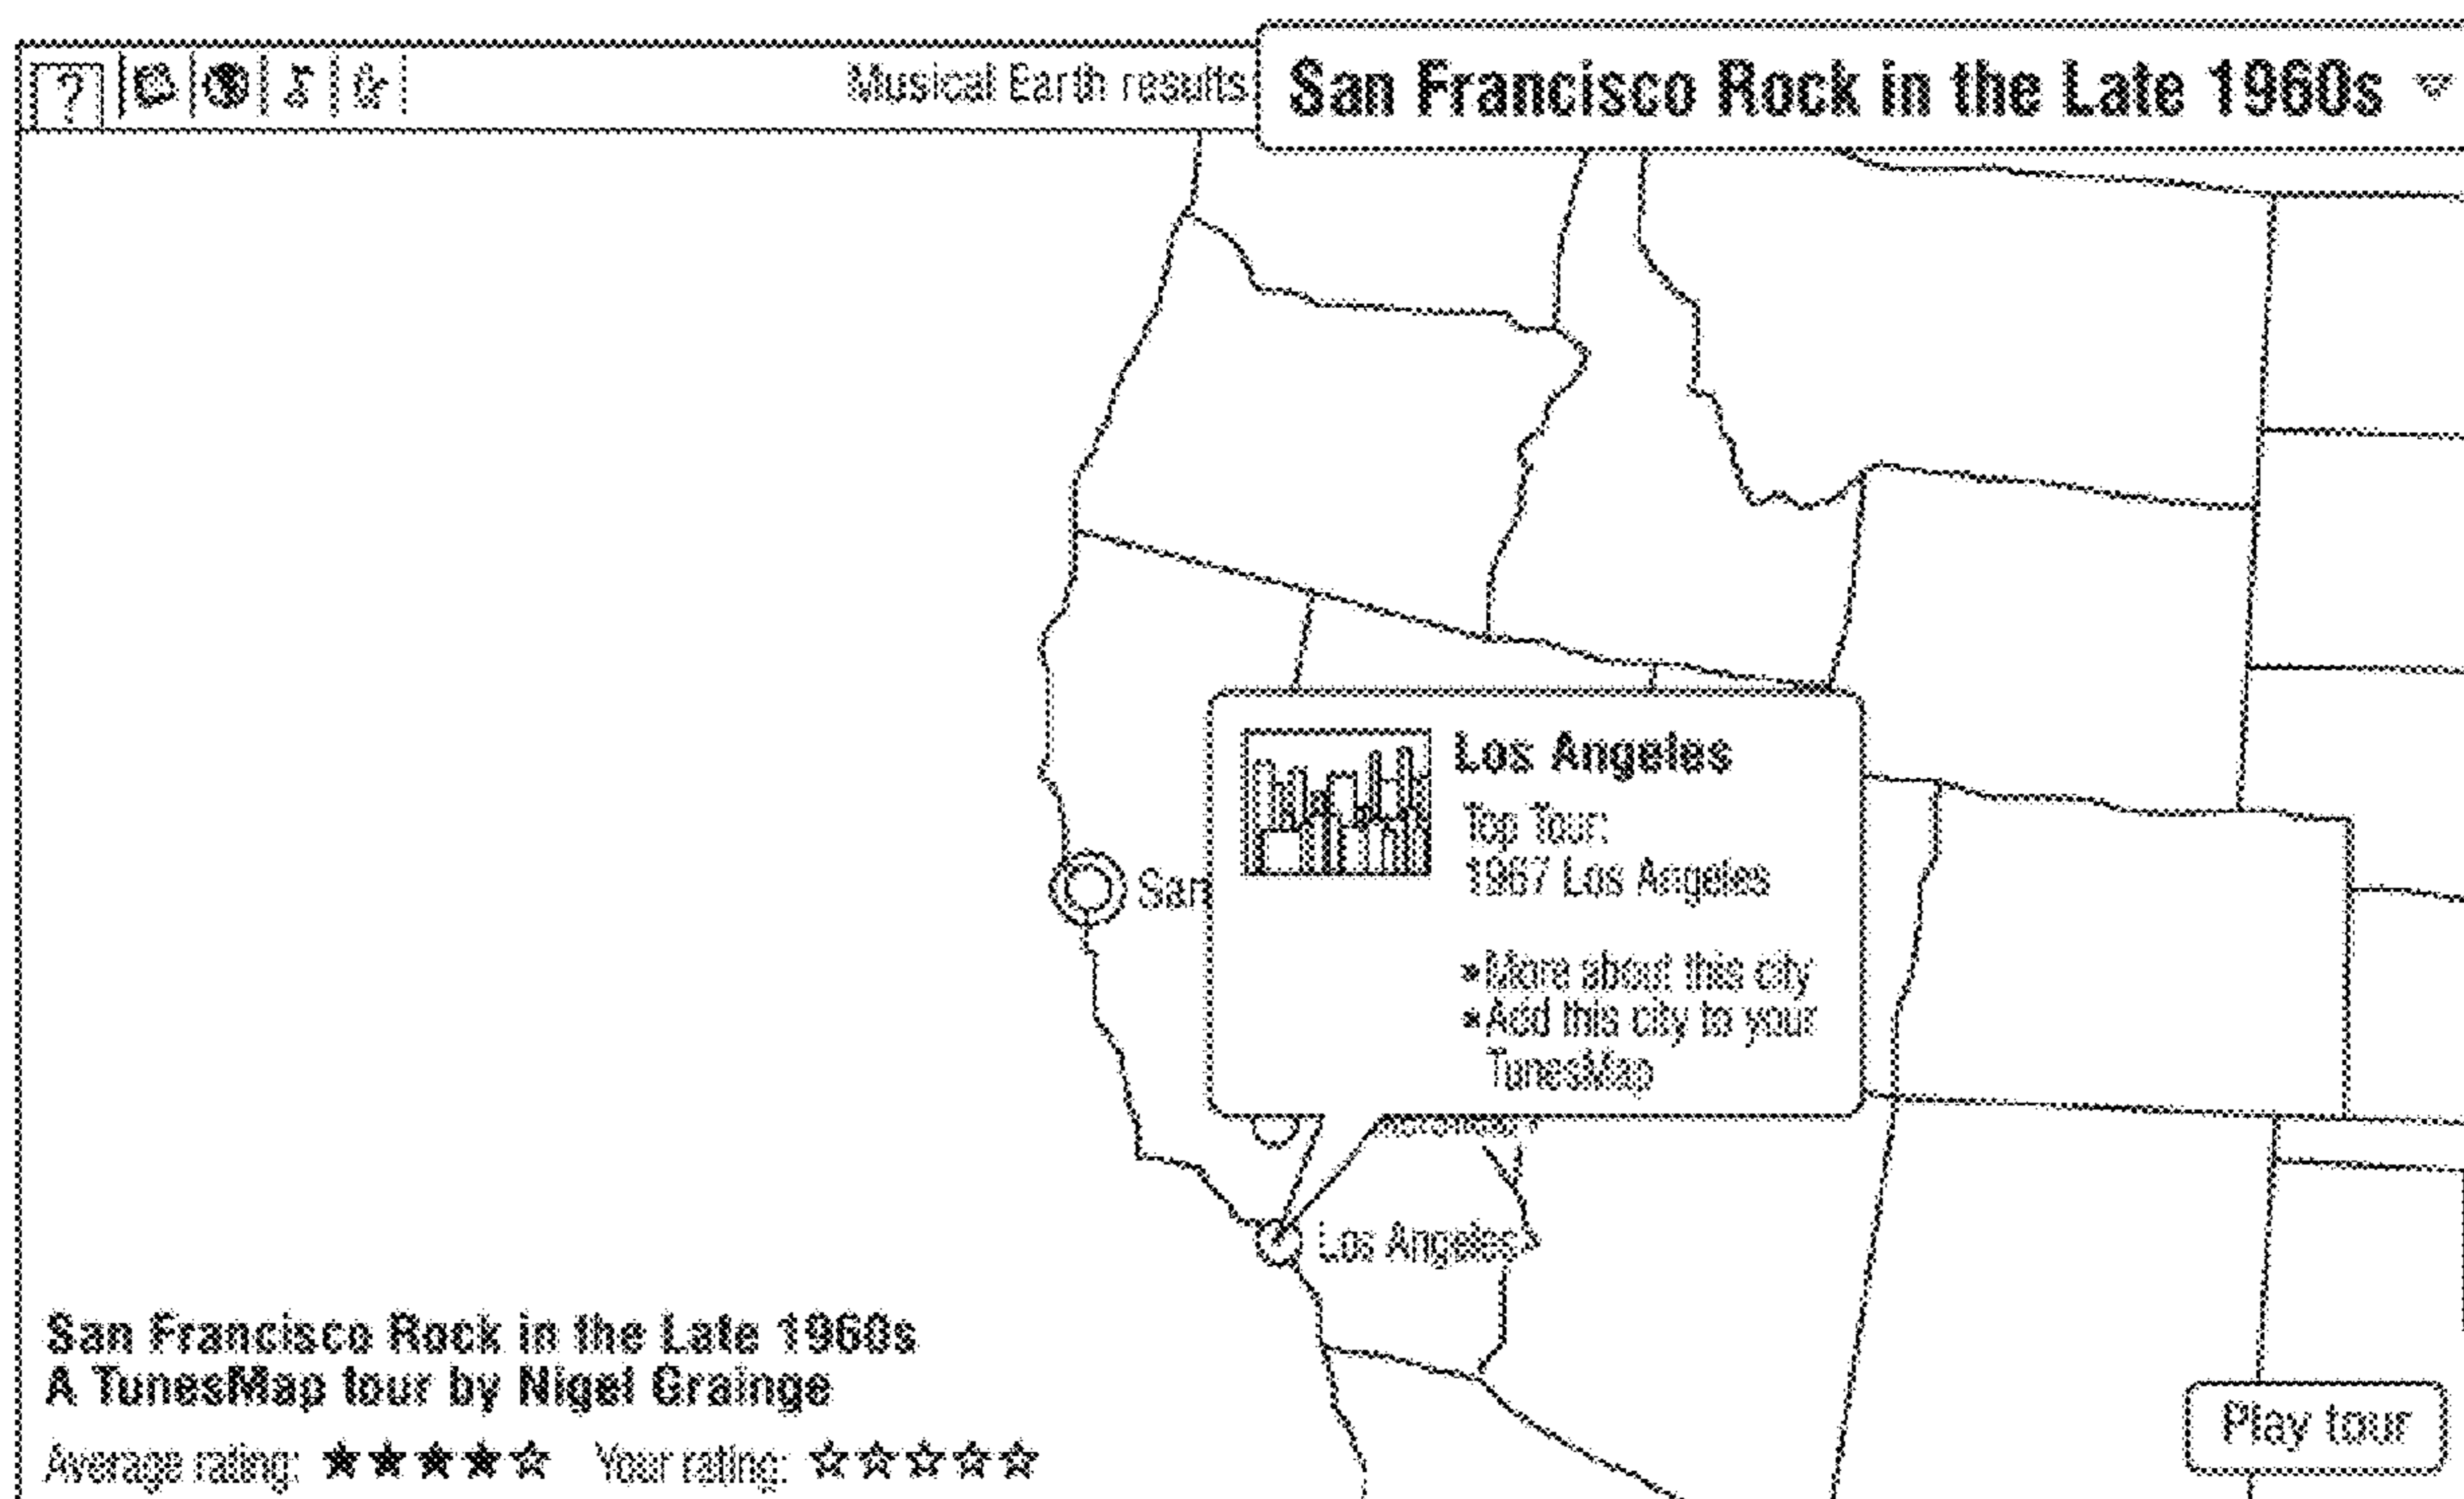 ?
Musical Earth results
San Francisco Rock in the Late 1960s
Los Angeles
Top Tour:
1967 Los Angeles
•More about this city
•Add this city to your
TunesMap
San
Los Angeles
San Francisco Rock in the Late 1960s
A TunesMap tour by Nigel Grainge
Average rating: ★★★★☆ Your rating: ☆☆☆☆☆
Play tour